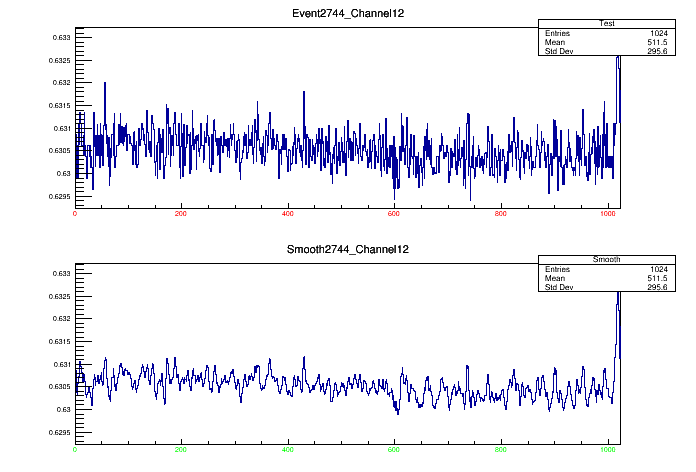 Event2744_Channel12
Test
Entries 1024
Mean 511.5
Std Dev 295.6
0.633
0.6325
0.632
0.6315
0.631
0.6305
0.63
0.6295
0 200 400 600 800 1000
Smooth2744_Channel12
Smooth
Entries 1024
Mean 511.5
Std Dev 295.6
0.633
0.6325
0.632
0.6315
0.631
0.6305
0.63
0.6295
0 200 400 600 800 1000